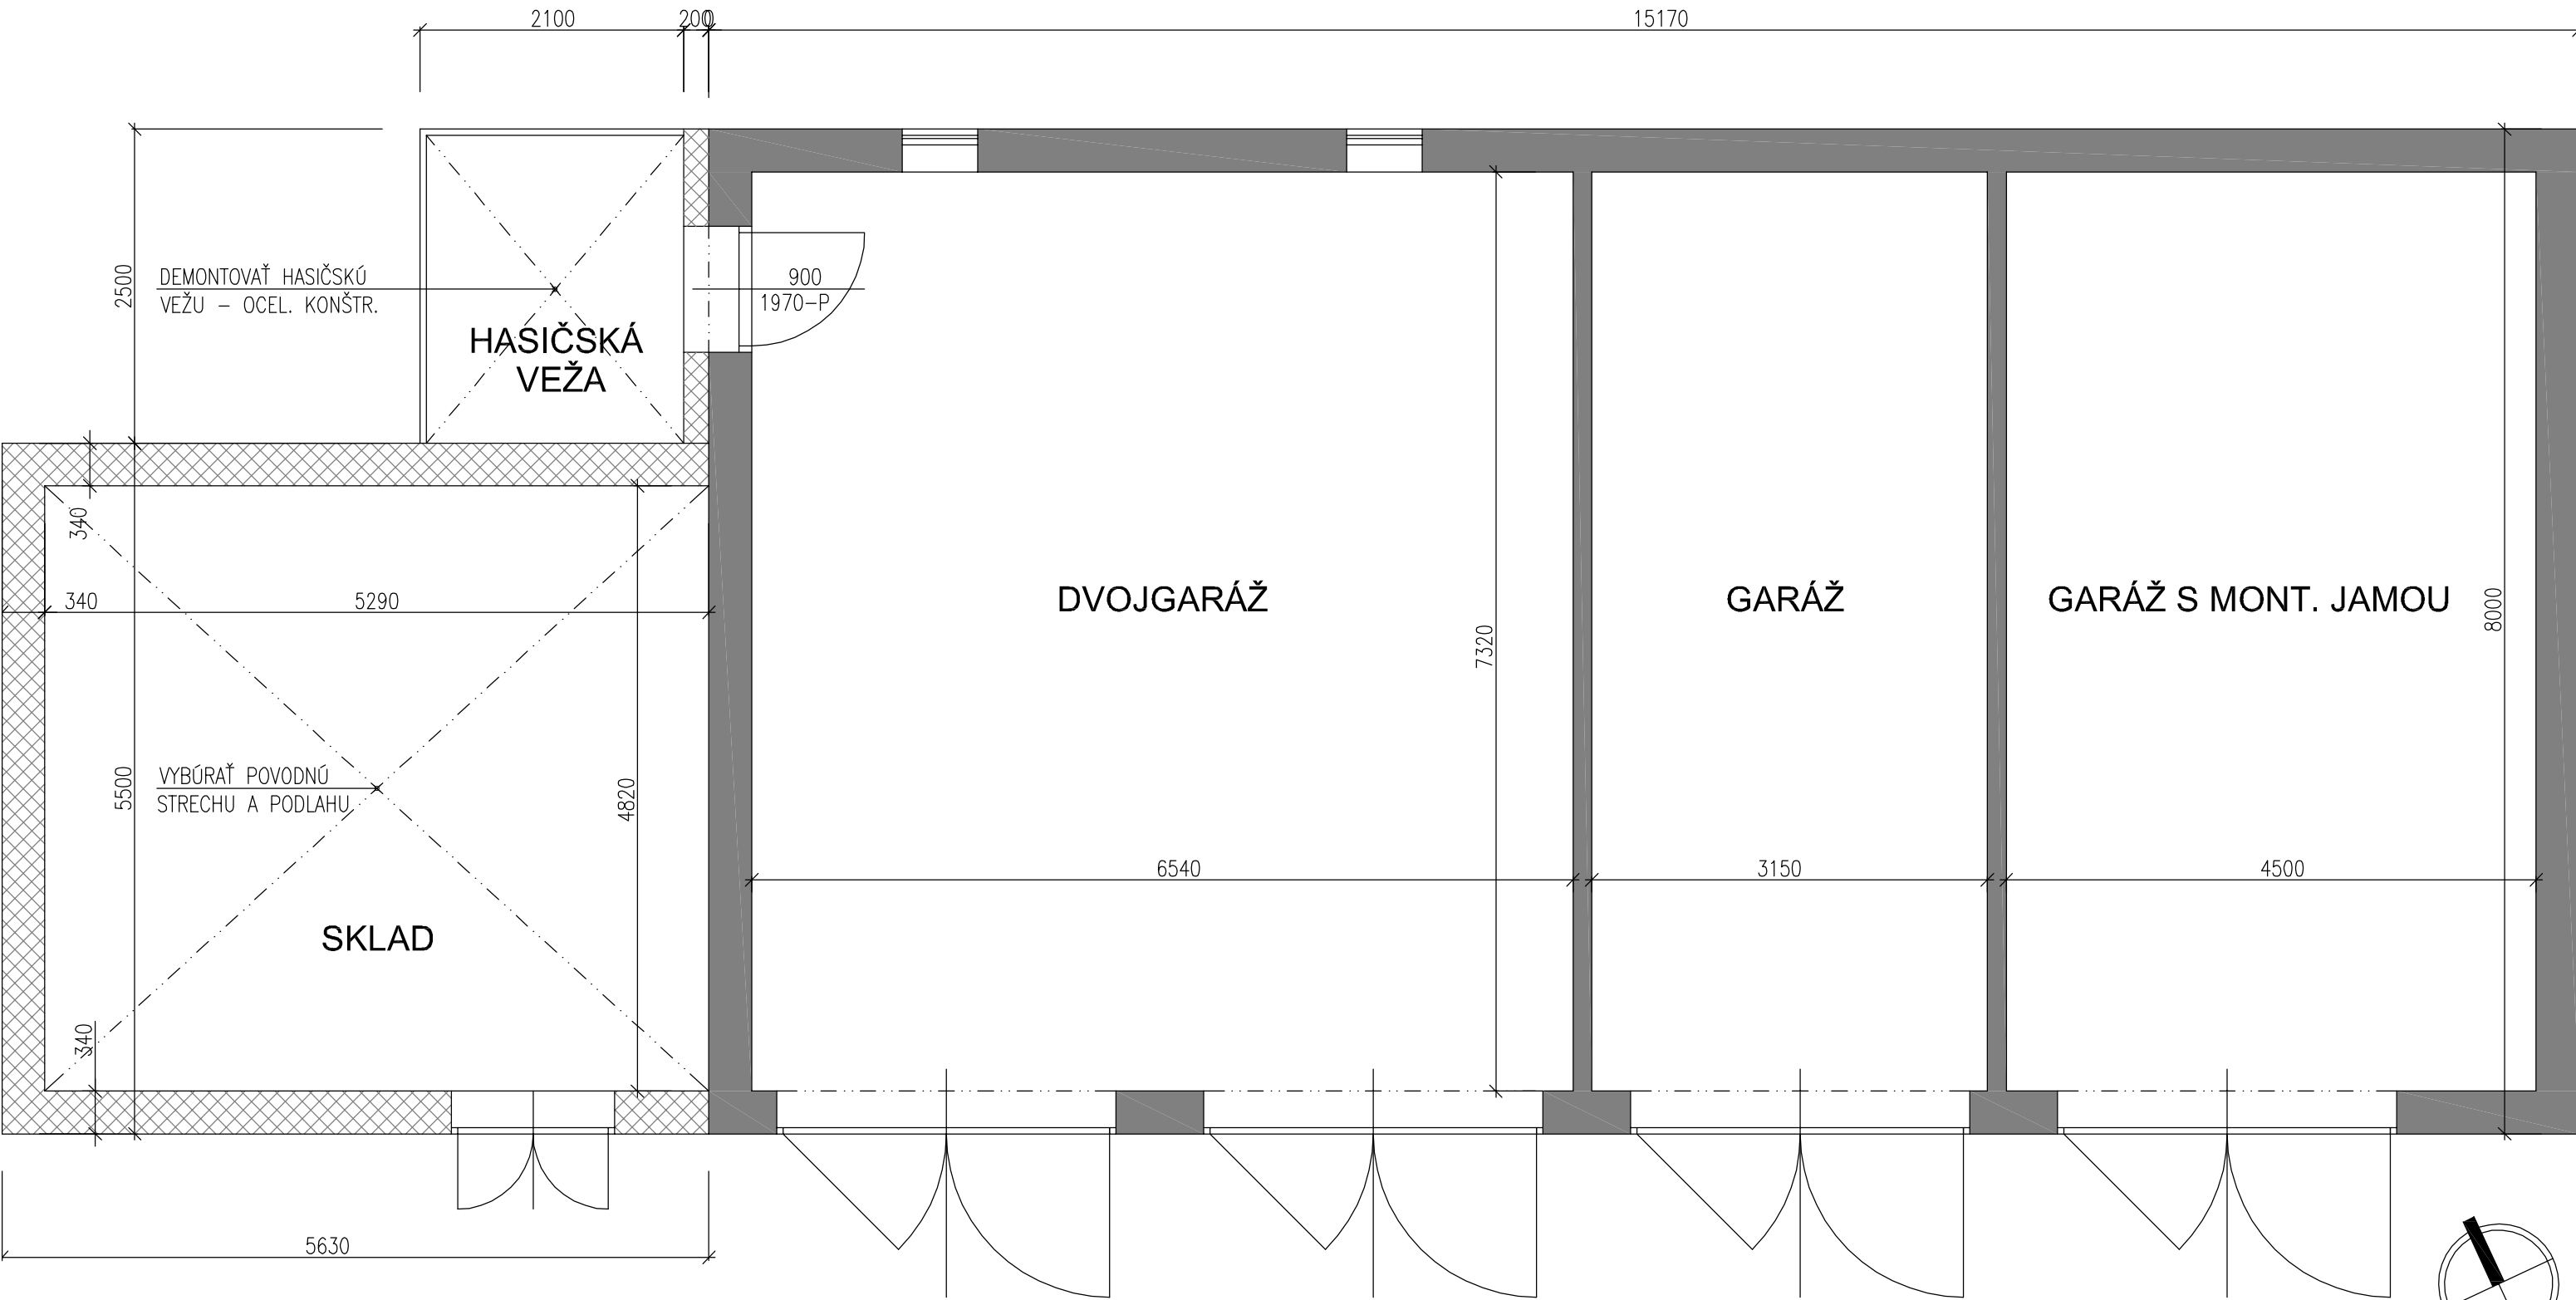 2100
200
0
15170
2500
DEMONTOVAŤ HASIČSKÚ
VEŽU – OCEL. KONŠTR.
HASIČSKÁ
VEŽA
900
1970–P
340
340
5290
DVOJGARÁŽ
GARÁŽ
GARÁŽ S MONT. JAMOU
8000
7320
5500
VYBÚRAŤ POVODNÚ
STRECHU A PODLAHU
4820
6540
3150
4500
SKLAD
340
5630